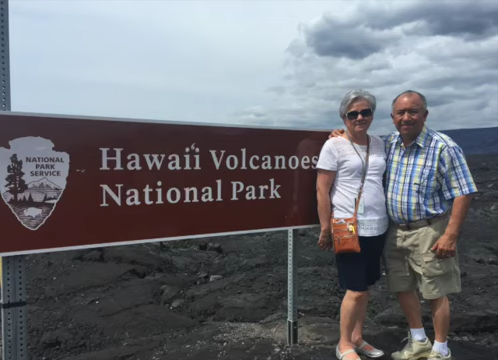 NATIONAL
PARK
SERVICE
Hawaiʻi Volcanoes
National Park